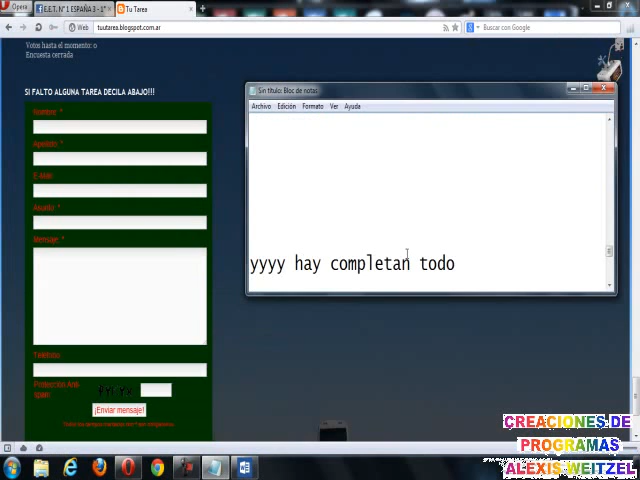 Opera
E.E.T. N° 1 ESPAÑA 3 - 1°
Tu Tarea
Web
tuutarea.blogspot.com.ar
Buscar con Google
Votos hasta el momento: 0
Encuesta cerrada
SI FALTO ALGUNA TAREA DECILA ABAJO!!!
Nombre: *
Apellido: *
E-Mail:
Asunto: *
Mensaje: *
Teléfono:
Protección Anti-
spam:
¡Enviar mensaje!
Sin título: Bloc de notas
Archivo Edición Formato Ver Ayuda
yyyy hay completan todo
CREACIONES DE
PROGRAMAS
ALEXIS WEITZEL